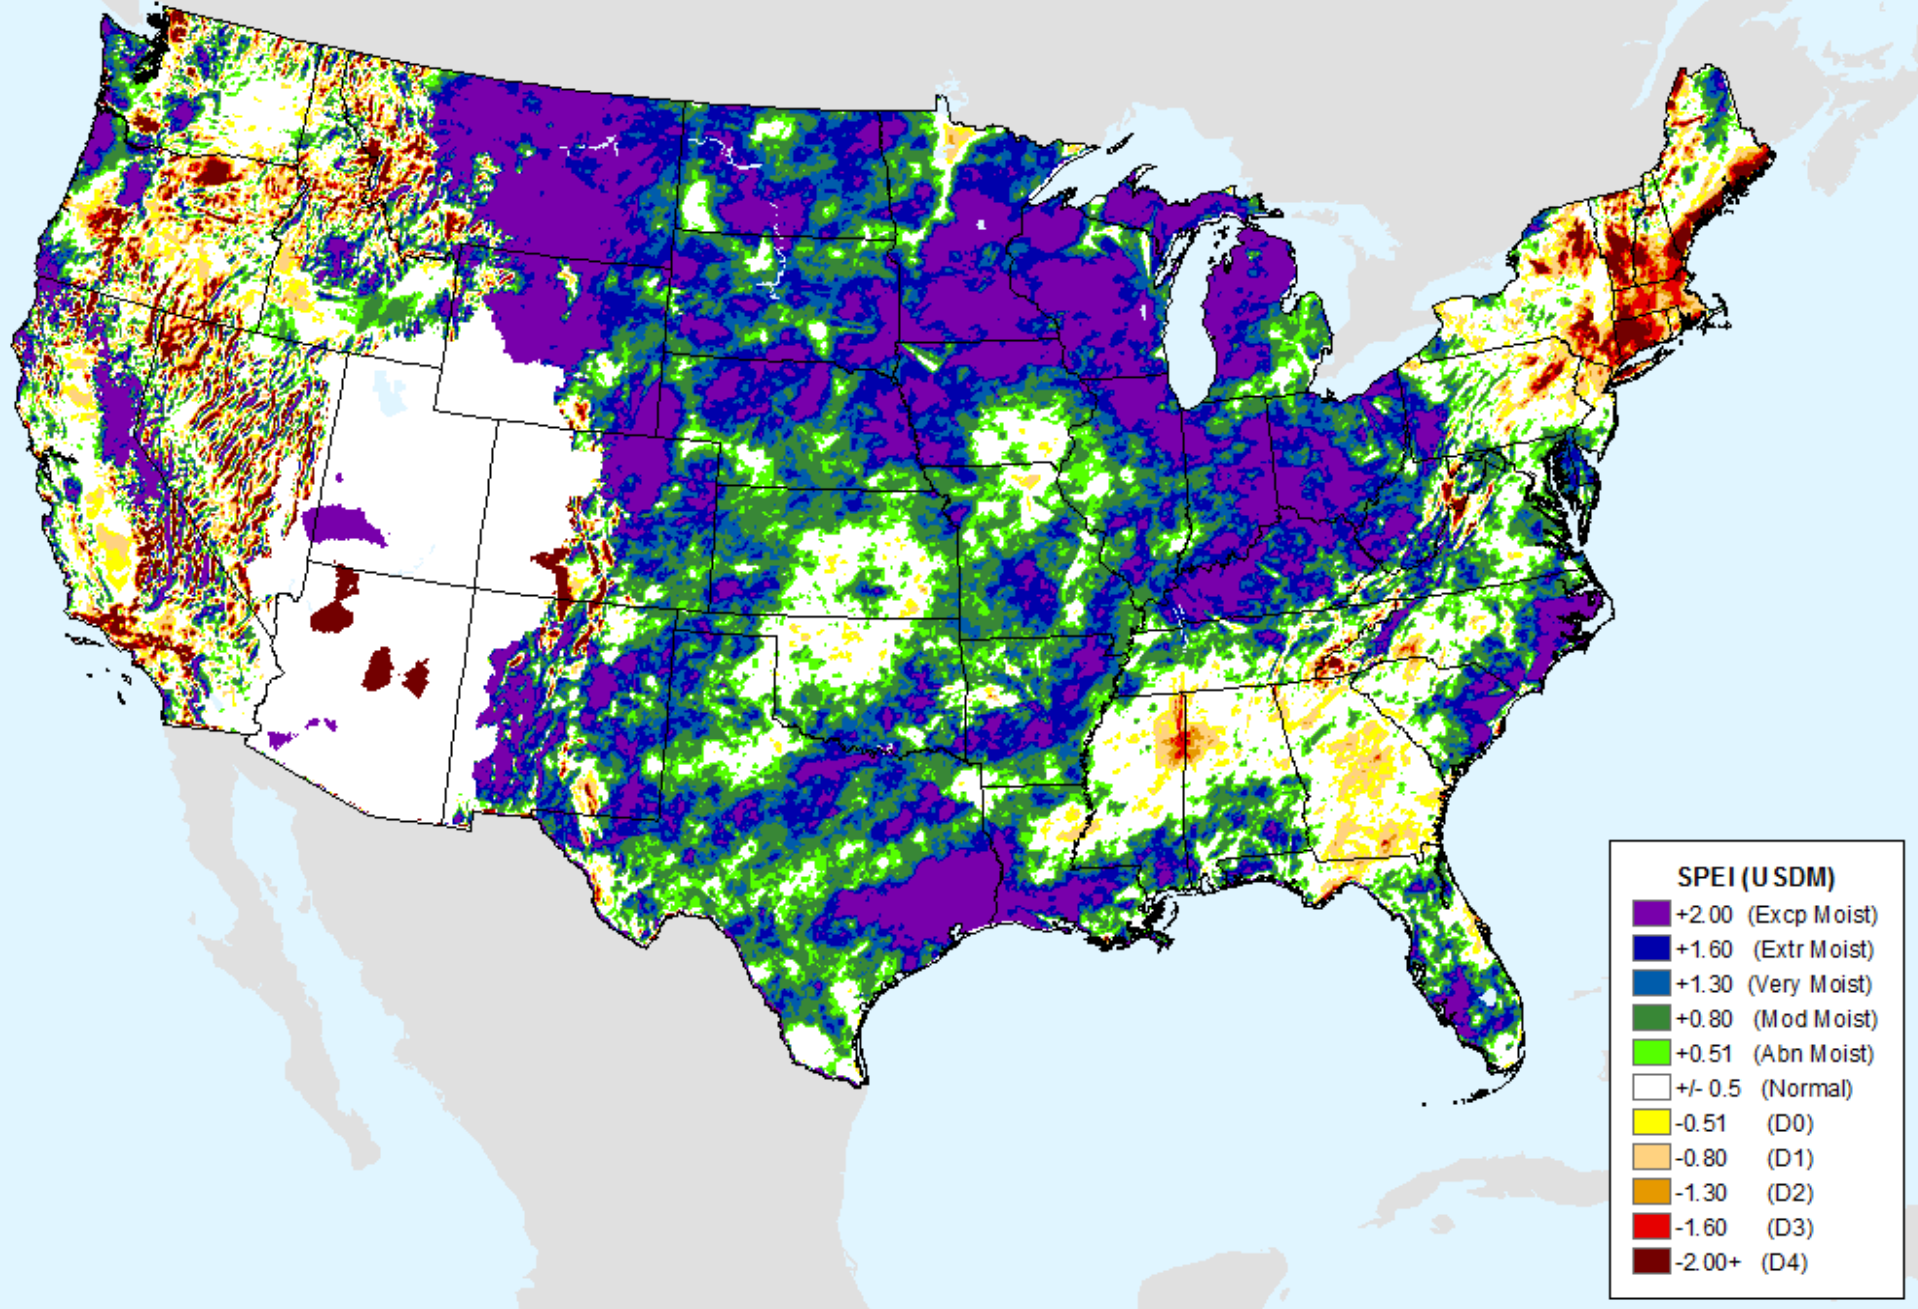 SPEI (USDM)
+2.00 (Excp Moist)
+1.60 (Extr Moist)
+1.30 (Very Moist)
+0.80 (Mod Moist)
+0.51 (Abn Moist)
+/- 0.5 (Normal)
-0.51 (D0)
-0.80 (D1)
-1.30 (D2)
-1.60 (D3)
-2.00+ (D4)